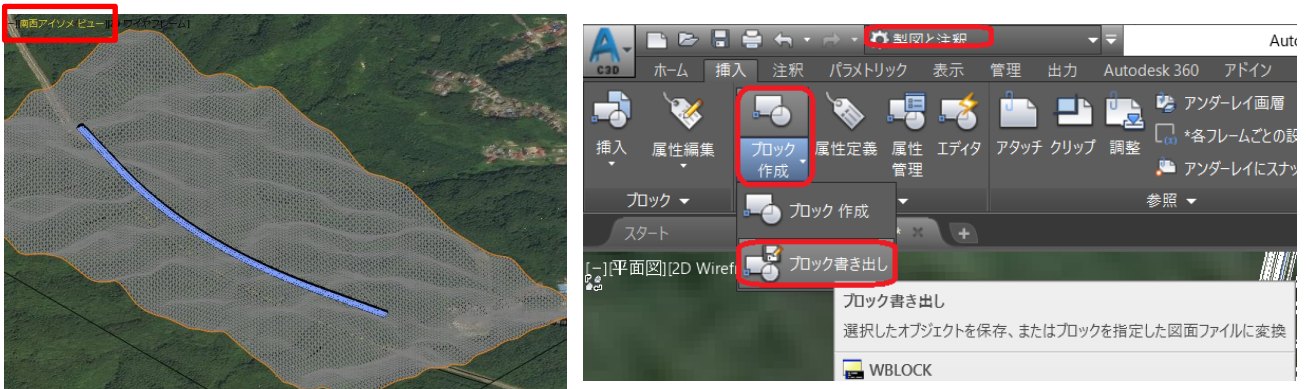 [-][南西アイソメ ビュー][ワイヤフレーム]
製図と注釈
Auto
C3D
ホーム 挿入 注釈 パラメトリック 表示 管理 出力 Autodesk 360 アドイン
挿入
属性編集
ブロック
作成
属性定義
属性
管理
エディタ
アタッチ
クリップ
調整
アンダーレイ画層
*各フレームごとの設
アンダーレイにスナッ
ブロック
参照
ブロック 作成
スタート
ブロック書き出し
[-][平面図][2D Wirefr
ブロック書き出し
選択したオブジェクトを保存、またはブロックを指定した図面ファイルに変換
WBLOCK